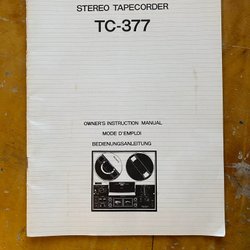 STEREO TAPECORDER
TC-377
OWNER'S INSTRUCTION MANUAL
MODE D'EMPLOI
BEDIENUNGSANLEITUNG